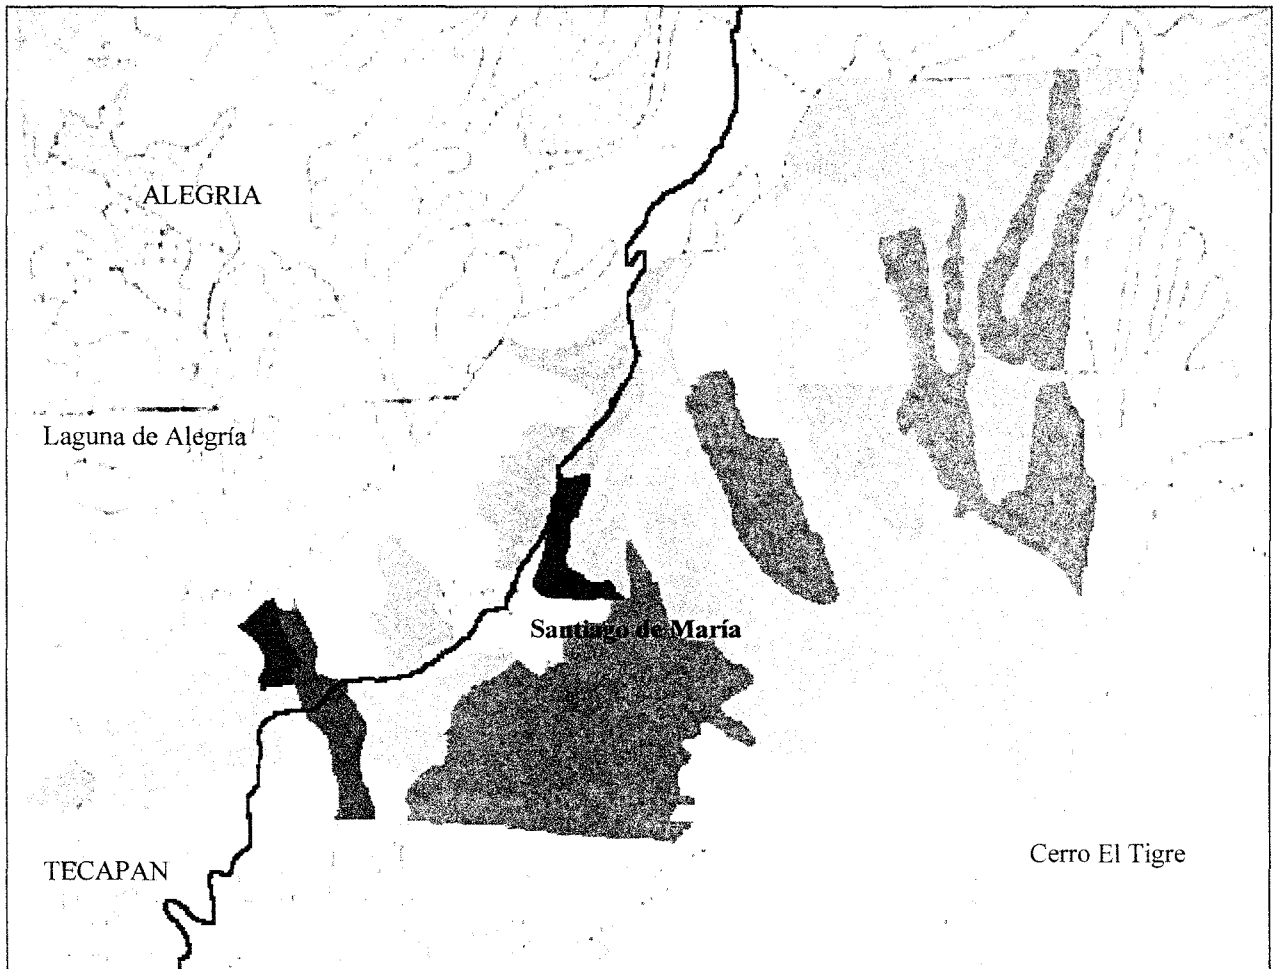 ALEGRIA
Laguna de Alegría
Santiago de María
TECAPAN
Cerro El Tigre